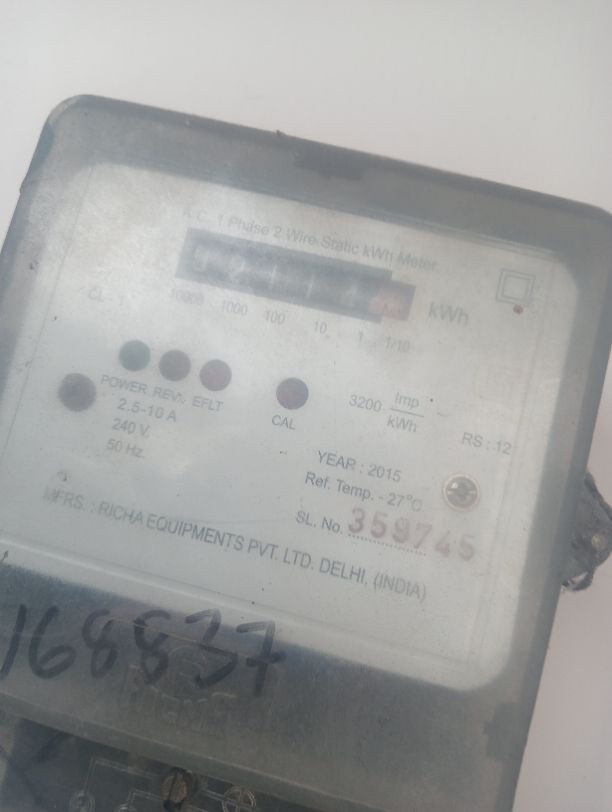 A.C. 1 Phase 2 Wire Static kWh Meter
kWh
CL - 1 10000 1000 100 10 1 1/10
POWER REV. EFLT
CAL
3200 Imp/kWh
RS : 12
2.5-10 A
240 V.
50 Hz.
YEAR : 2015
Ref. Temp. - 27°C
SL. No. 359745
MFRS. : RICHA EQUIPMENTS PVT. LTD. DELHI, (INDIA)
168837